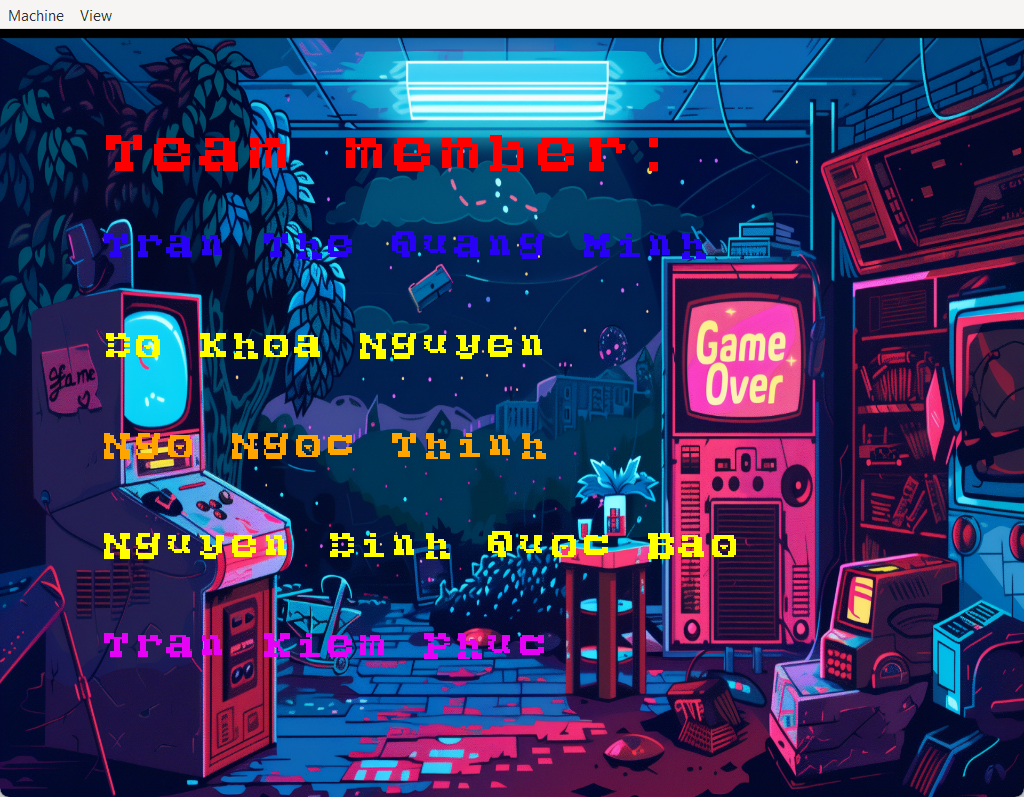 Machine View
Team member:
Tran The Quang Minh
Do Khoa Nguyen
Game
Over
fame
Ngo Ngoc Thinh
Nguyen Dinh Quoc Bao
Tran Kiem Phuc